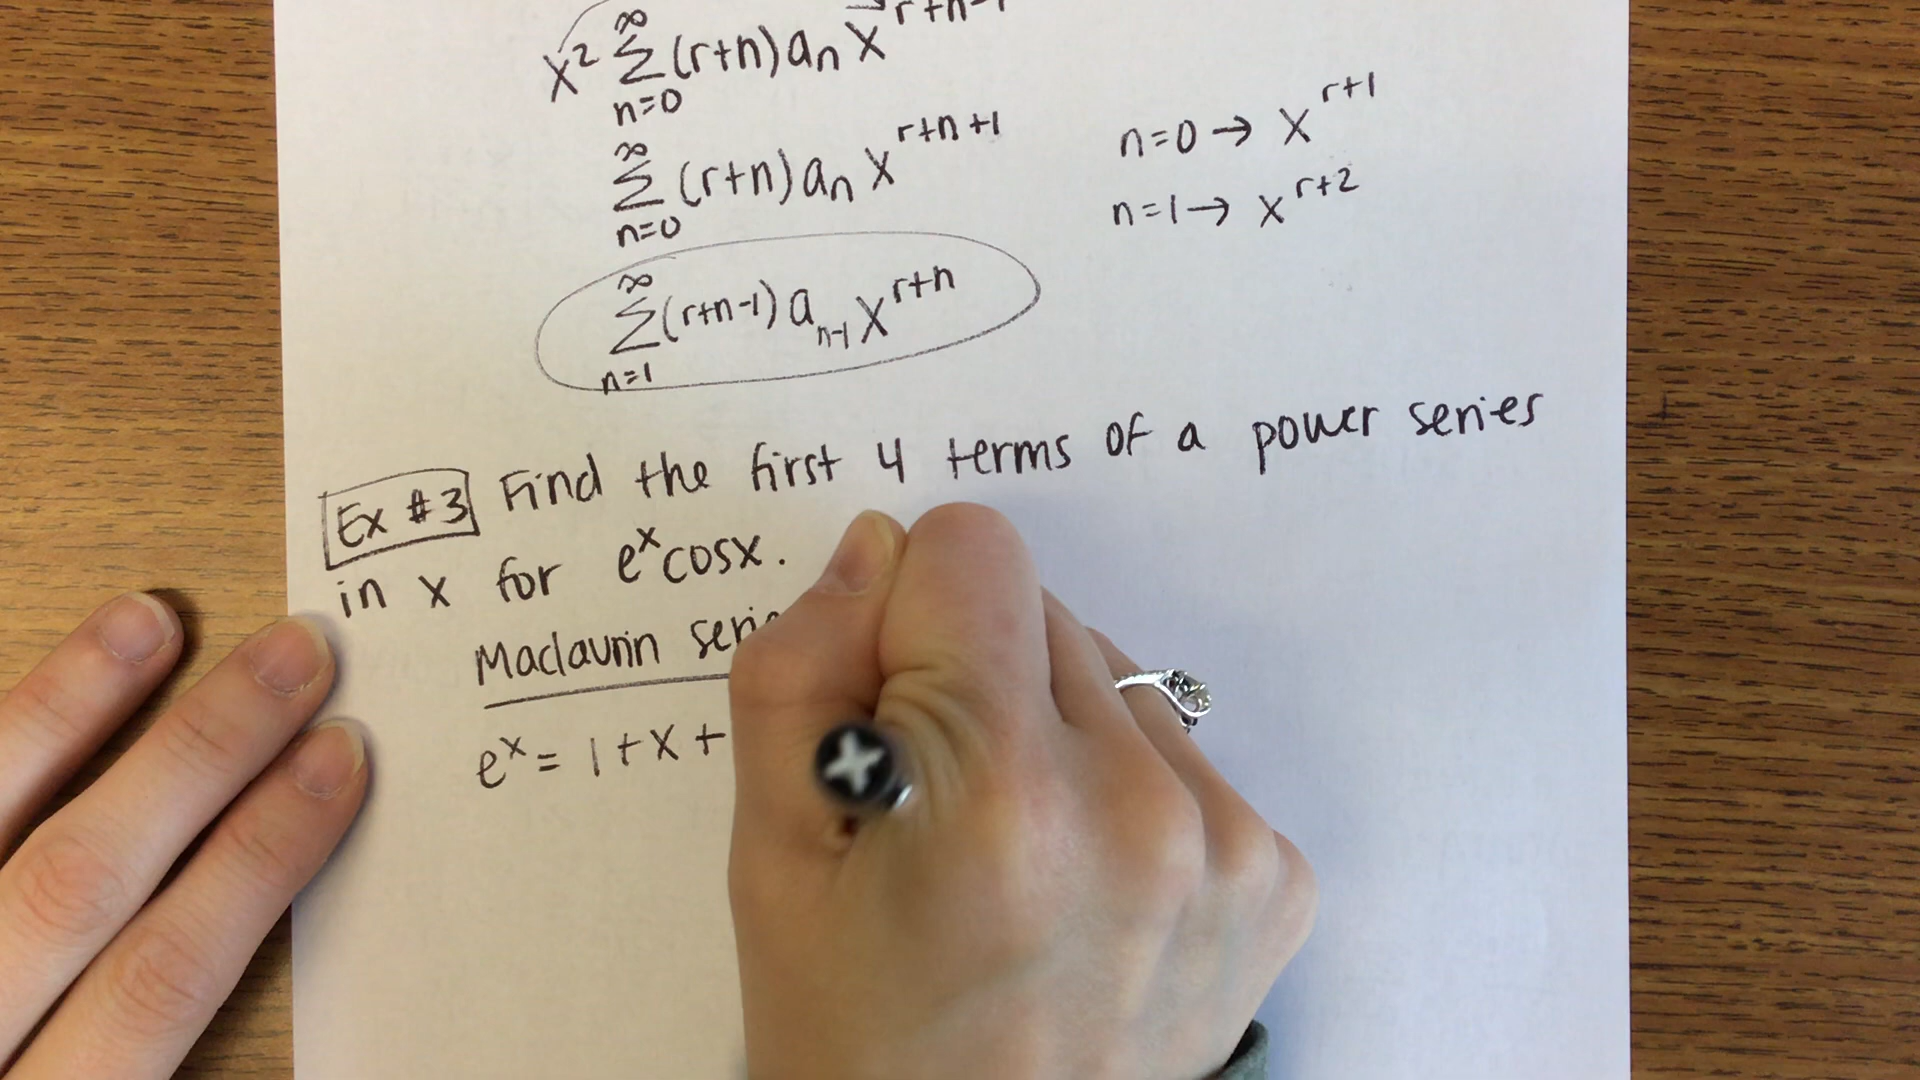 x² ∞ Σ n=0 (r+n) aₙ x^(r+n-1)
∞ Σ n=0 (r+n) aₙ x^(r+n+1)
n=0 → x^(r+1)
n=1 → x^(r+2)
∞ Σ n=1 (r+n-1) aₙ₋₁ x^(r+n)
Ex #3 Find the first 4 terms of a power series
in x for eˣcosx.
Maclaurin
eˣ = 1+x+